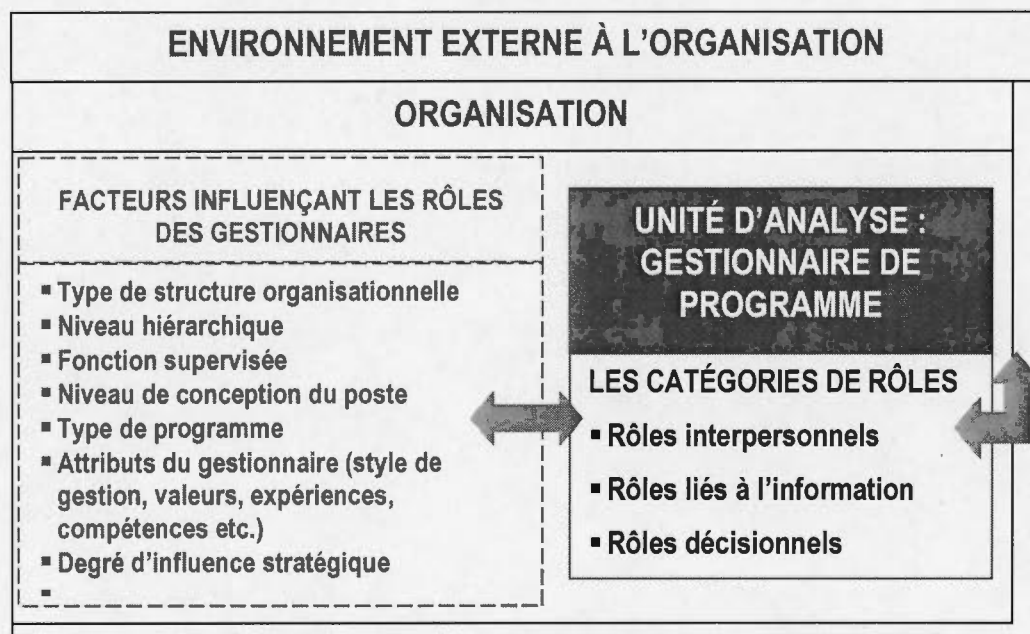 ENVIRONNEMENT EXTERNE À L'ORGANISATION
ORGANISATION
FACTEURS INFLUENÇANT LES RÔLES
DES GESTIONNAIRES
▪ Type de structure organisationnelle
▪ Niveau hiérarchique
▪ Fonction supervisée
▪ Niveau de conception du poste
▪ Type de programme
▪ Attributs du gestionnaire (style de
gestion, valeurs, expériences,
compétences etc.)
▪ Degré d'influence stratégique
▪
UNITÉ D'ANALYSE :
GESTIONNAIRE DE
PROGRAMME
LES CATÉGORIES DE RÔLES
▪ Rôles interpersonnels
▪ Rôles liés à l'information
▪ Rôles décisionnels